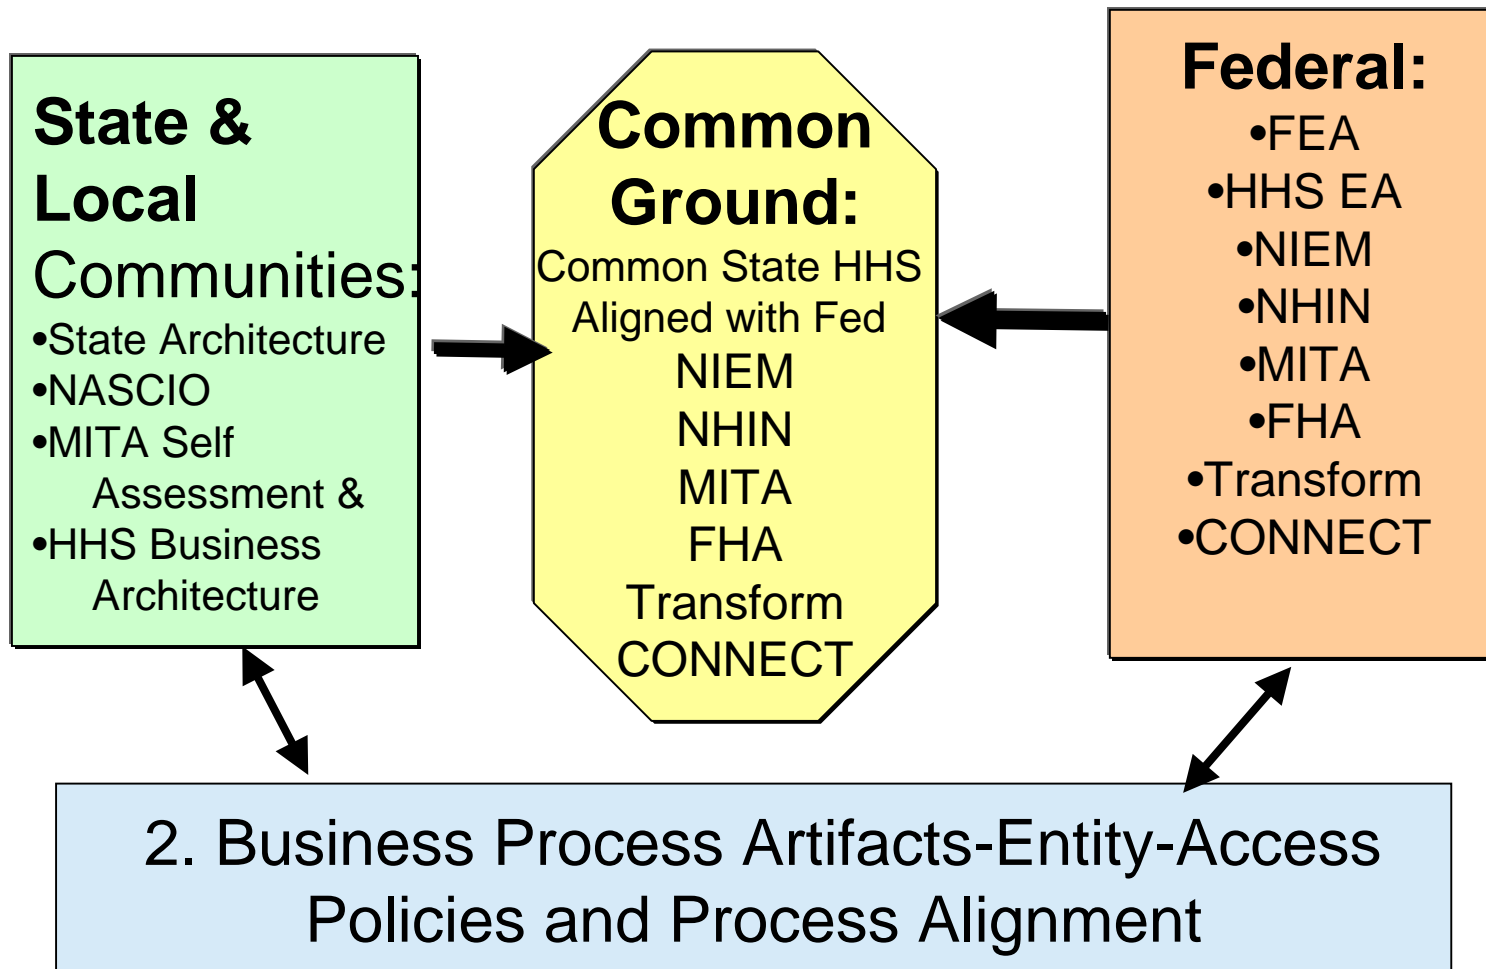 State &
Local
Communities:
•State Architecture
•NASCIO
•MITA Self
Assessment &
•HHS Business
Architecture
Common
Ground:
Common State HHS
Aligned with Fed
NIEM
NHIN
MITA
FHA
Transform
CONNECT
Federal:
•FEA
•HHS EA
•NIEM
•NHIN
•MITA
•FHA
•Transform
•CONNECT
2. Business Process Artifacts-Entity-Access
Policies and Process Alignment